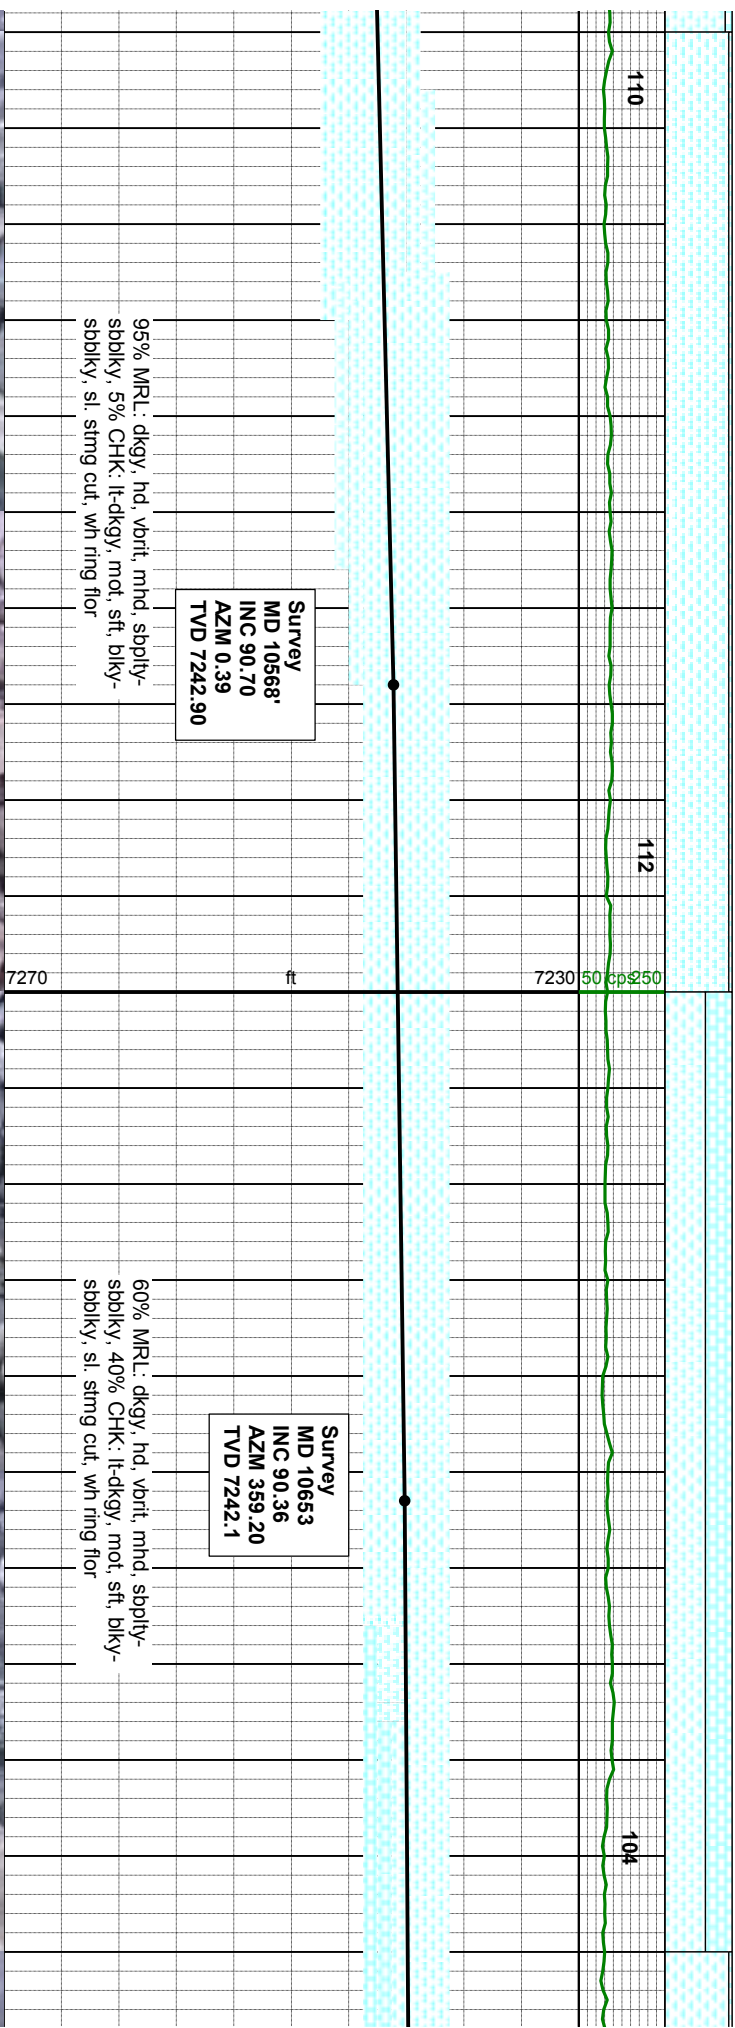 110
95% MRL: dkgy, hd, vbrit, mhd, sbplty-
sbblky, 5% CHK: lt-dkgy, mot, sft, blky-
sbblky, sl. stmg cut, wh ring flor
Survey
MD 10568'
INC 90.70
AZM 0.39
TVD 7242.90
112
7270 ft 7230 50 cps 250
60% MRL: dkgy, hd, vbrit, mhd, sbplty-
sbblky, 40% CHK: lt-dkgy, mot, sft, blky-
sbblky, sl. stmg cut, wh ring flor
Survey
MD 10653
INC 90.36
AZM 359.20
TVD 7242.1
104